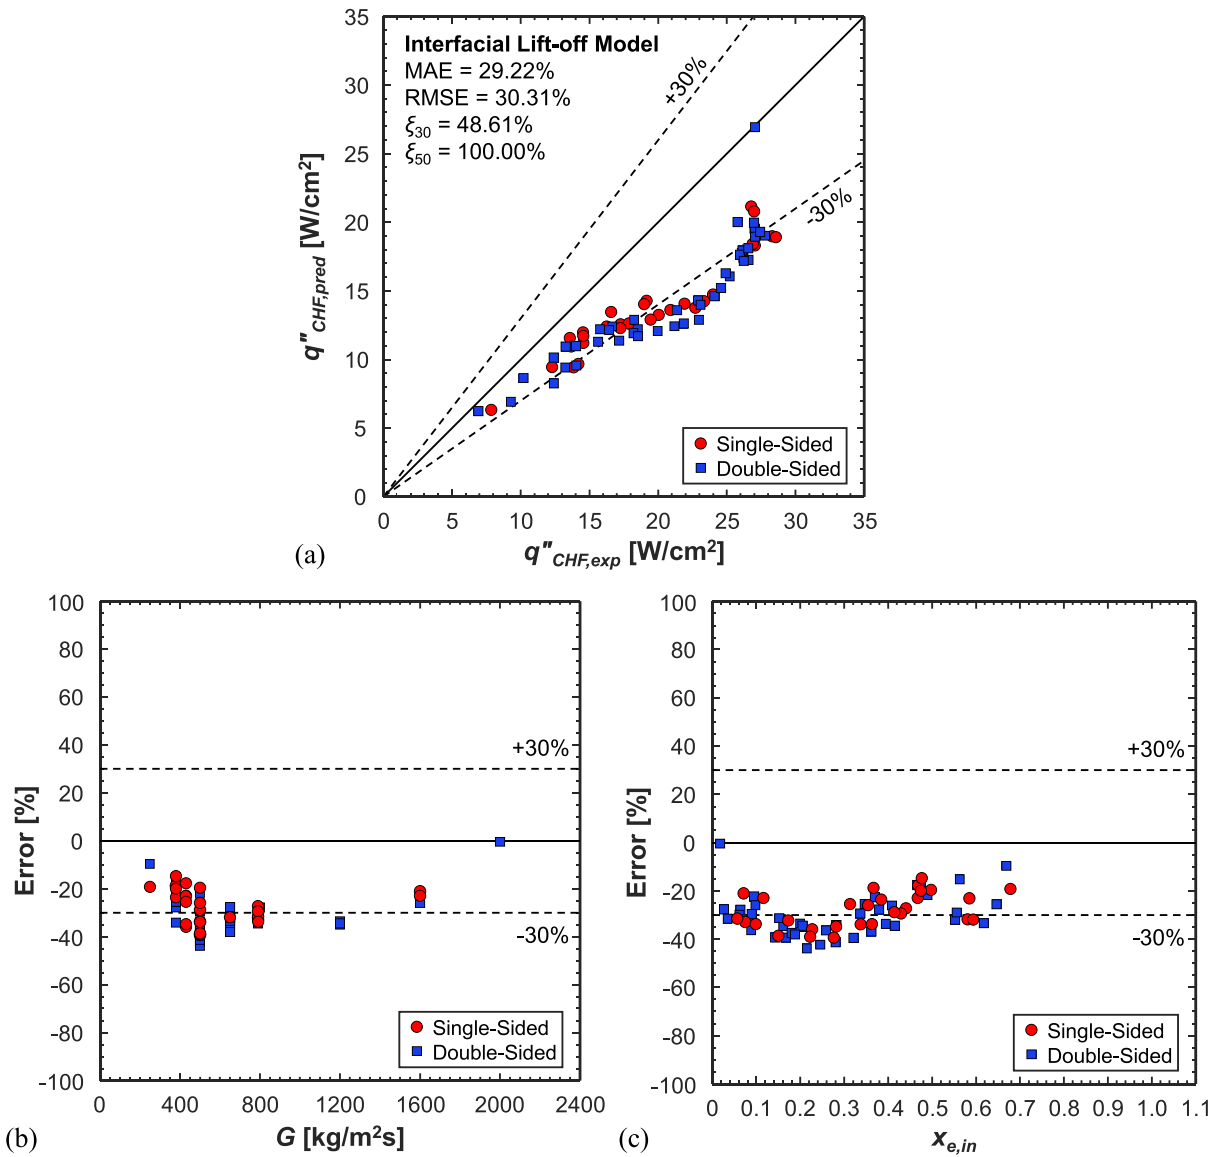 Interfacial Lift-off Model
MAE = 29.22%
RMSE = 30.31%
ξ30 = 48.61%
ξ50 = 100.00%
+30%
-30%
35
30
25
20
15
10
5
0
q"CHF,pred [W/cm²]
Single-Sided
Double-Sided
0 5 10 15 20 25 30 35
q"CHF,exp [W/cm²]
(a)
100
80
60
40
20
0
-20
-40
-60
-80
-100
Error [%]
+30%
-30%
Single-Sided
Double-Sided
0 400 800 1200 1600 2000 2400
G [kg/m²s]
(b)
100
80
60
40
20
0
-20
-40
-60
-80
-100
Error [%]
+30%
-30%
Single-Sided
Double-Sided
0 0.1 0.2 0.3 0.4 0.5 0.6 0.7 0.8 0.9 1.0 1.1
xe,in
(c)